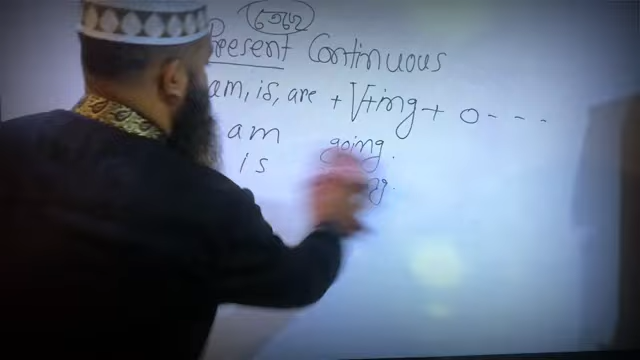 Present Continuous
am, is, are + V+ing + o - - -
am going.
is